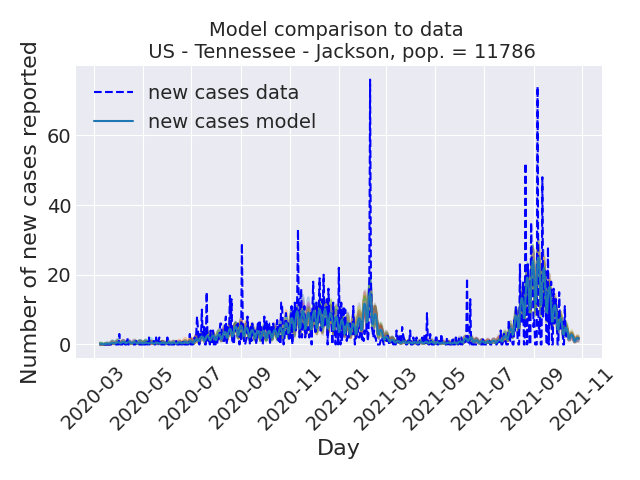 Model comparison to data
US - Tennessee - Jackson, pop. = 11786
Number of new cases reported
new cases data
new cases model
60
40
20
0
2020-03
2020-05
2020-07
2020-09
2020-11
2021-01
2021-03
2021-05
2021-07
2021-09
2021-11
Day